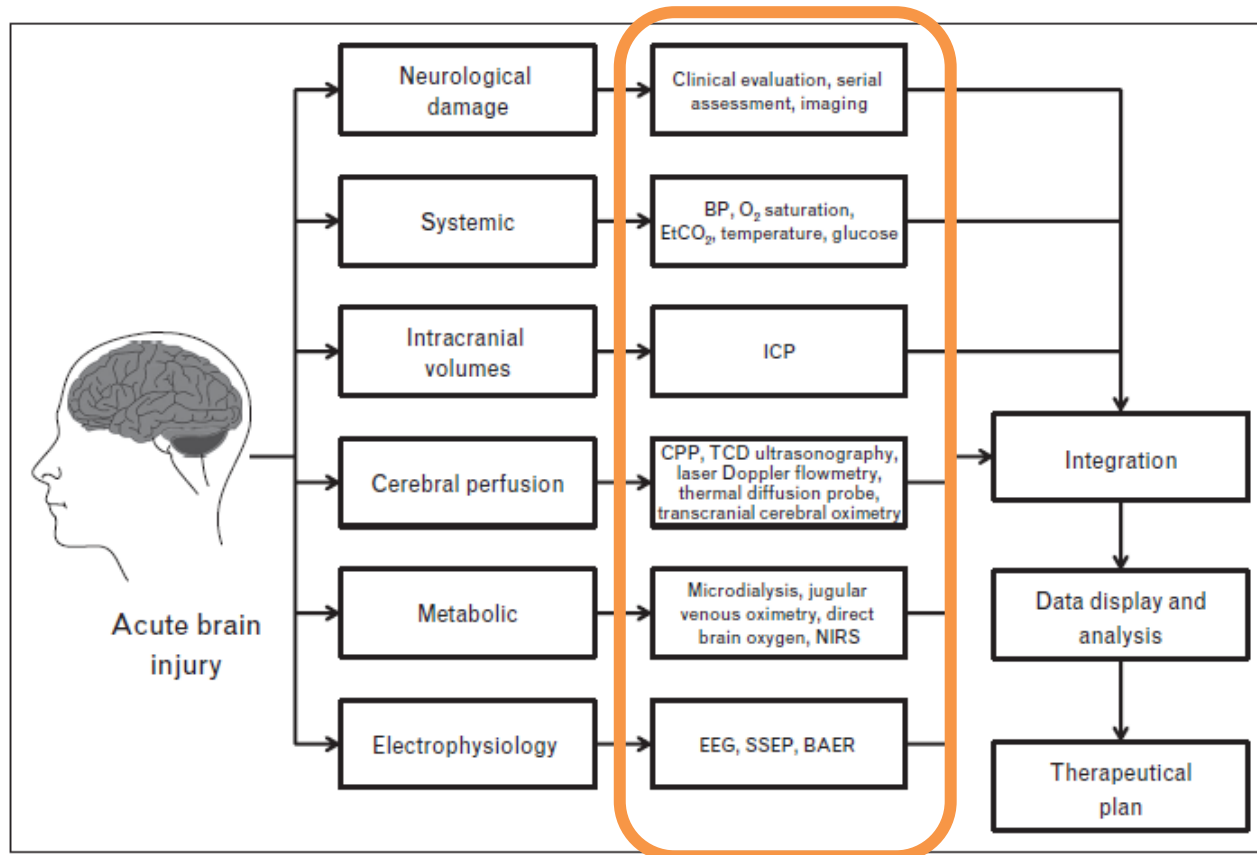 Neurological
damage
Clinical evaluation, serial
assessment, imaging
Systemic
BP, O₂ saturation,
EtCO₂, temperature, glucose
Intracranial
volumes
ICP
Cerebral perfusion
CPP, TCD ultrasonography,
laser Doppler flowmetry,
thermal diffusion probe,
transcranial cerebral oximetry
Integration
Acute brain
injury
Metabolic
Microdialysis, jugular
venous oximetry, direct
brain oxygen, NIRS
Data display and
analysis
Electrophysiology
EEG, SSEP, BAER
Therapeutical
plan